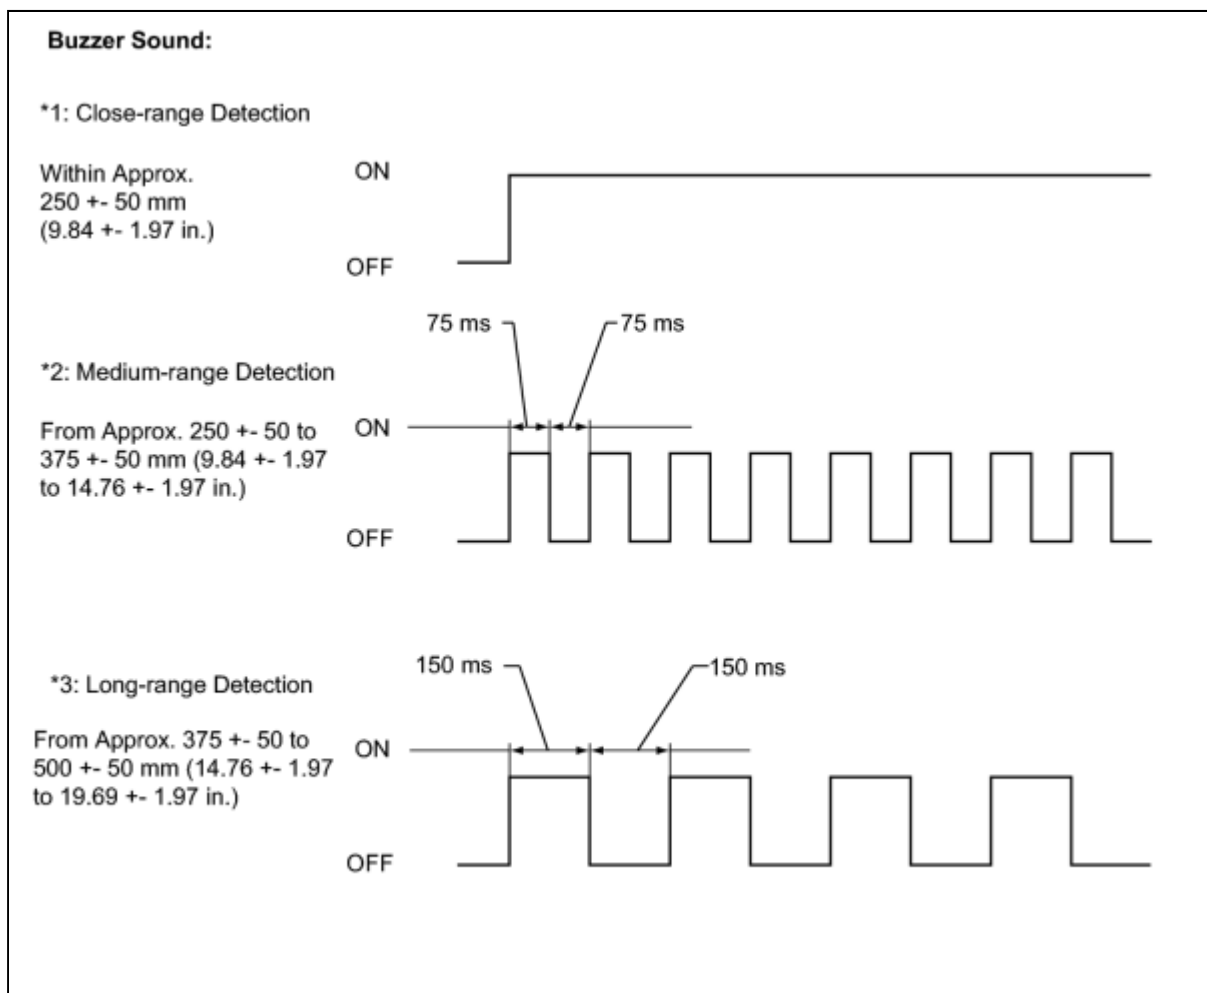 Buzzer Sound:
*1: Close-range Detection
Within Approx.
250 +- 50 mm
(9.84 +- 1.97 in.)
ON
OFF
75 ms
75 ms
*2: Medium-range Detection
From Approx. 250 +- 50 to
375 +- 50 mm (9.84 +- 1.97
to 14.76 +- 1.97 in.)
ON
OFF
150 ms
150 ms
*3: Long-range Detection
From Approx. 375 +- 50 to
500 +- 50 mm (14.76 +- 1.97
to 19.69 +- 1.97 in.)
ON
OFF